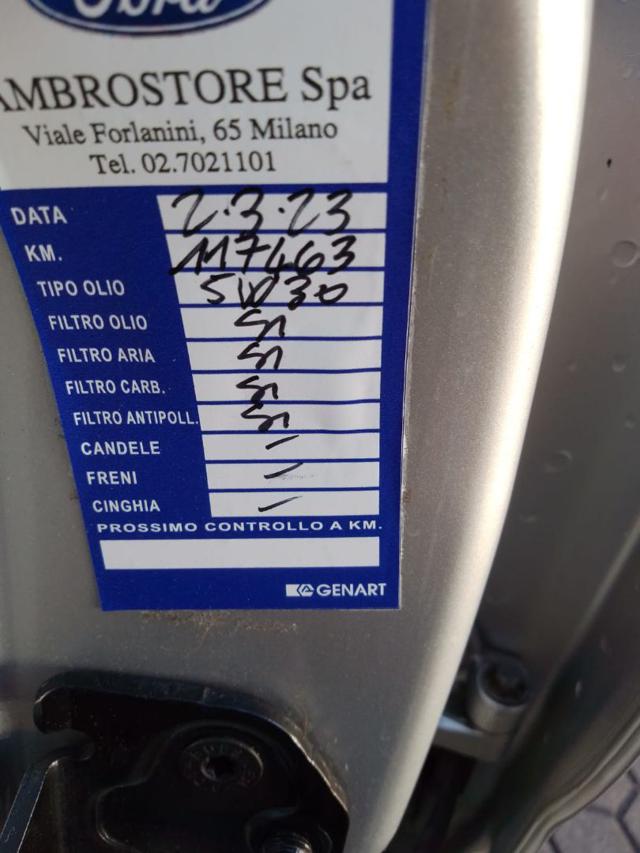 Ford
AMBROSTORE Spa
Viale Forlanini, 65 Milano
Tel. 02.7021101
DATA 2.3.23
KM. 117463
TIPO OLIO 5W30
FILTRO OLIO SI
FILTRO ARIA SI
FILTRO CARB. SI
FILTRO ANTIPOLL. SI
CANDELE -
FRENI -
CINGHIA -
PROSSIMO CONTROLLO A KM.
GENART